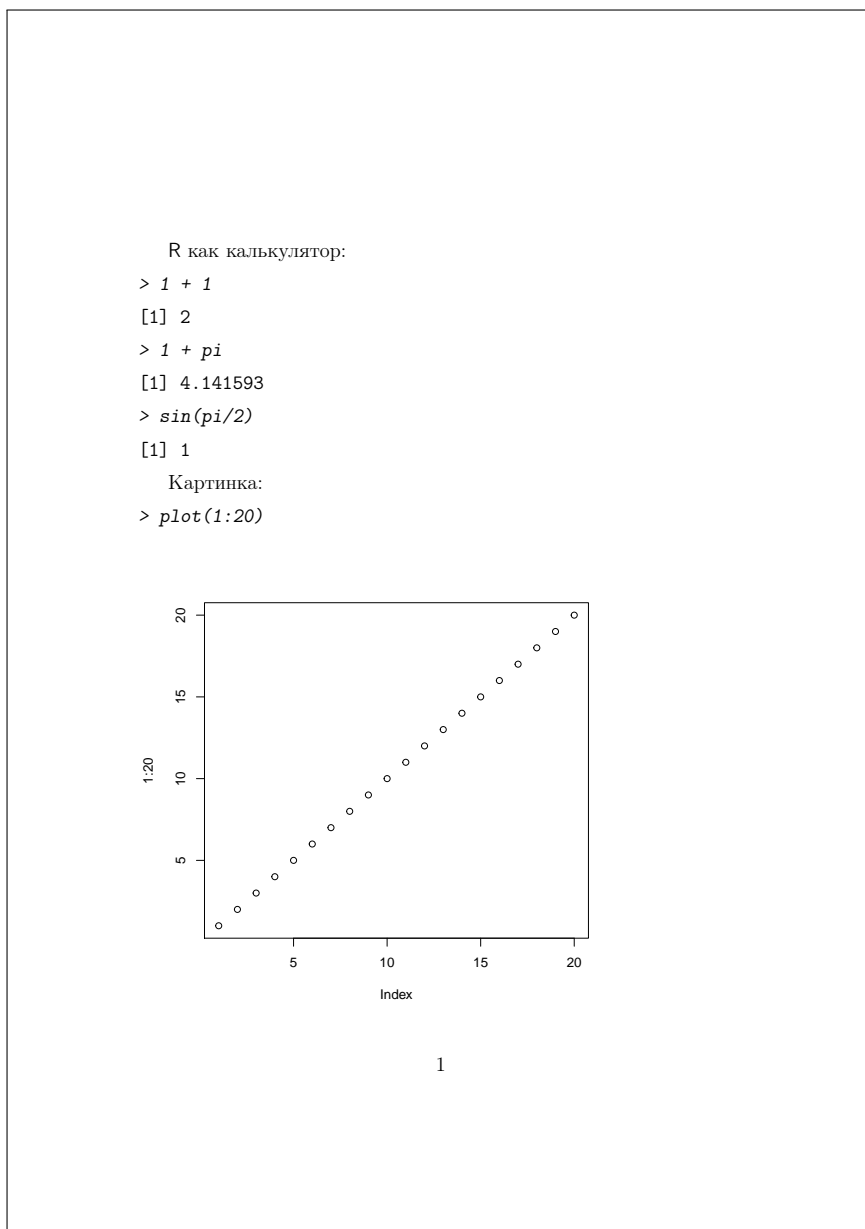 R как калькулятор:
> 1 + 1
[1] 2
> 1 + pi
[1] 4.141593
> sin(pi/2)
[1] 1
Картинка:
> plot(1:20)
20
15
10
5
1:20
5 10 15 20
Index
1